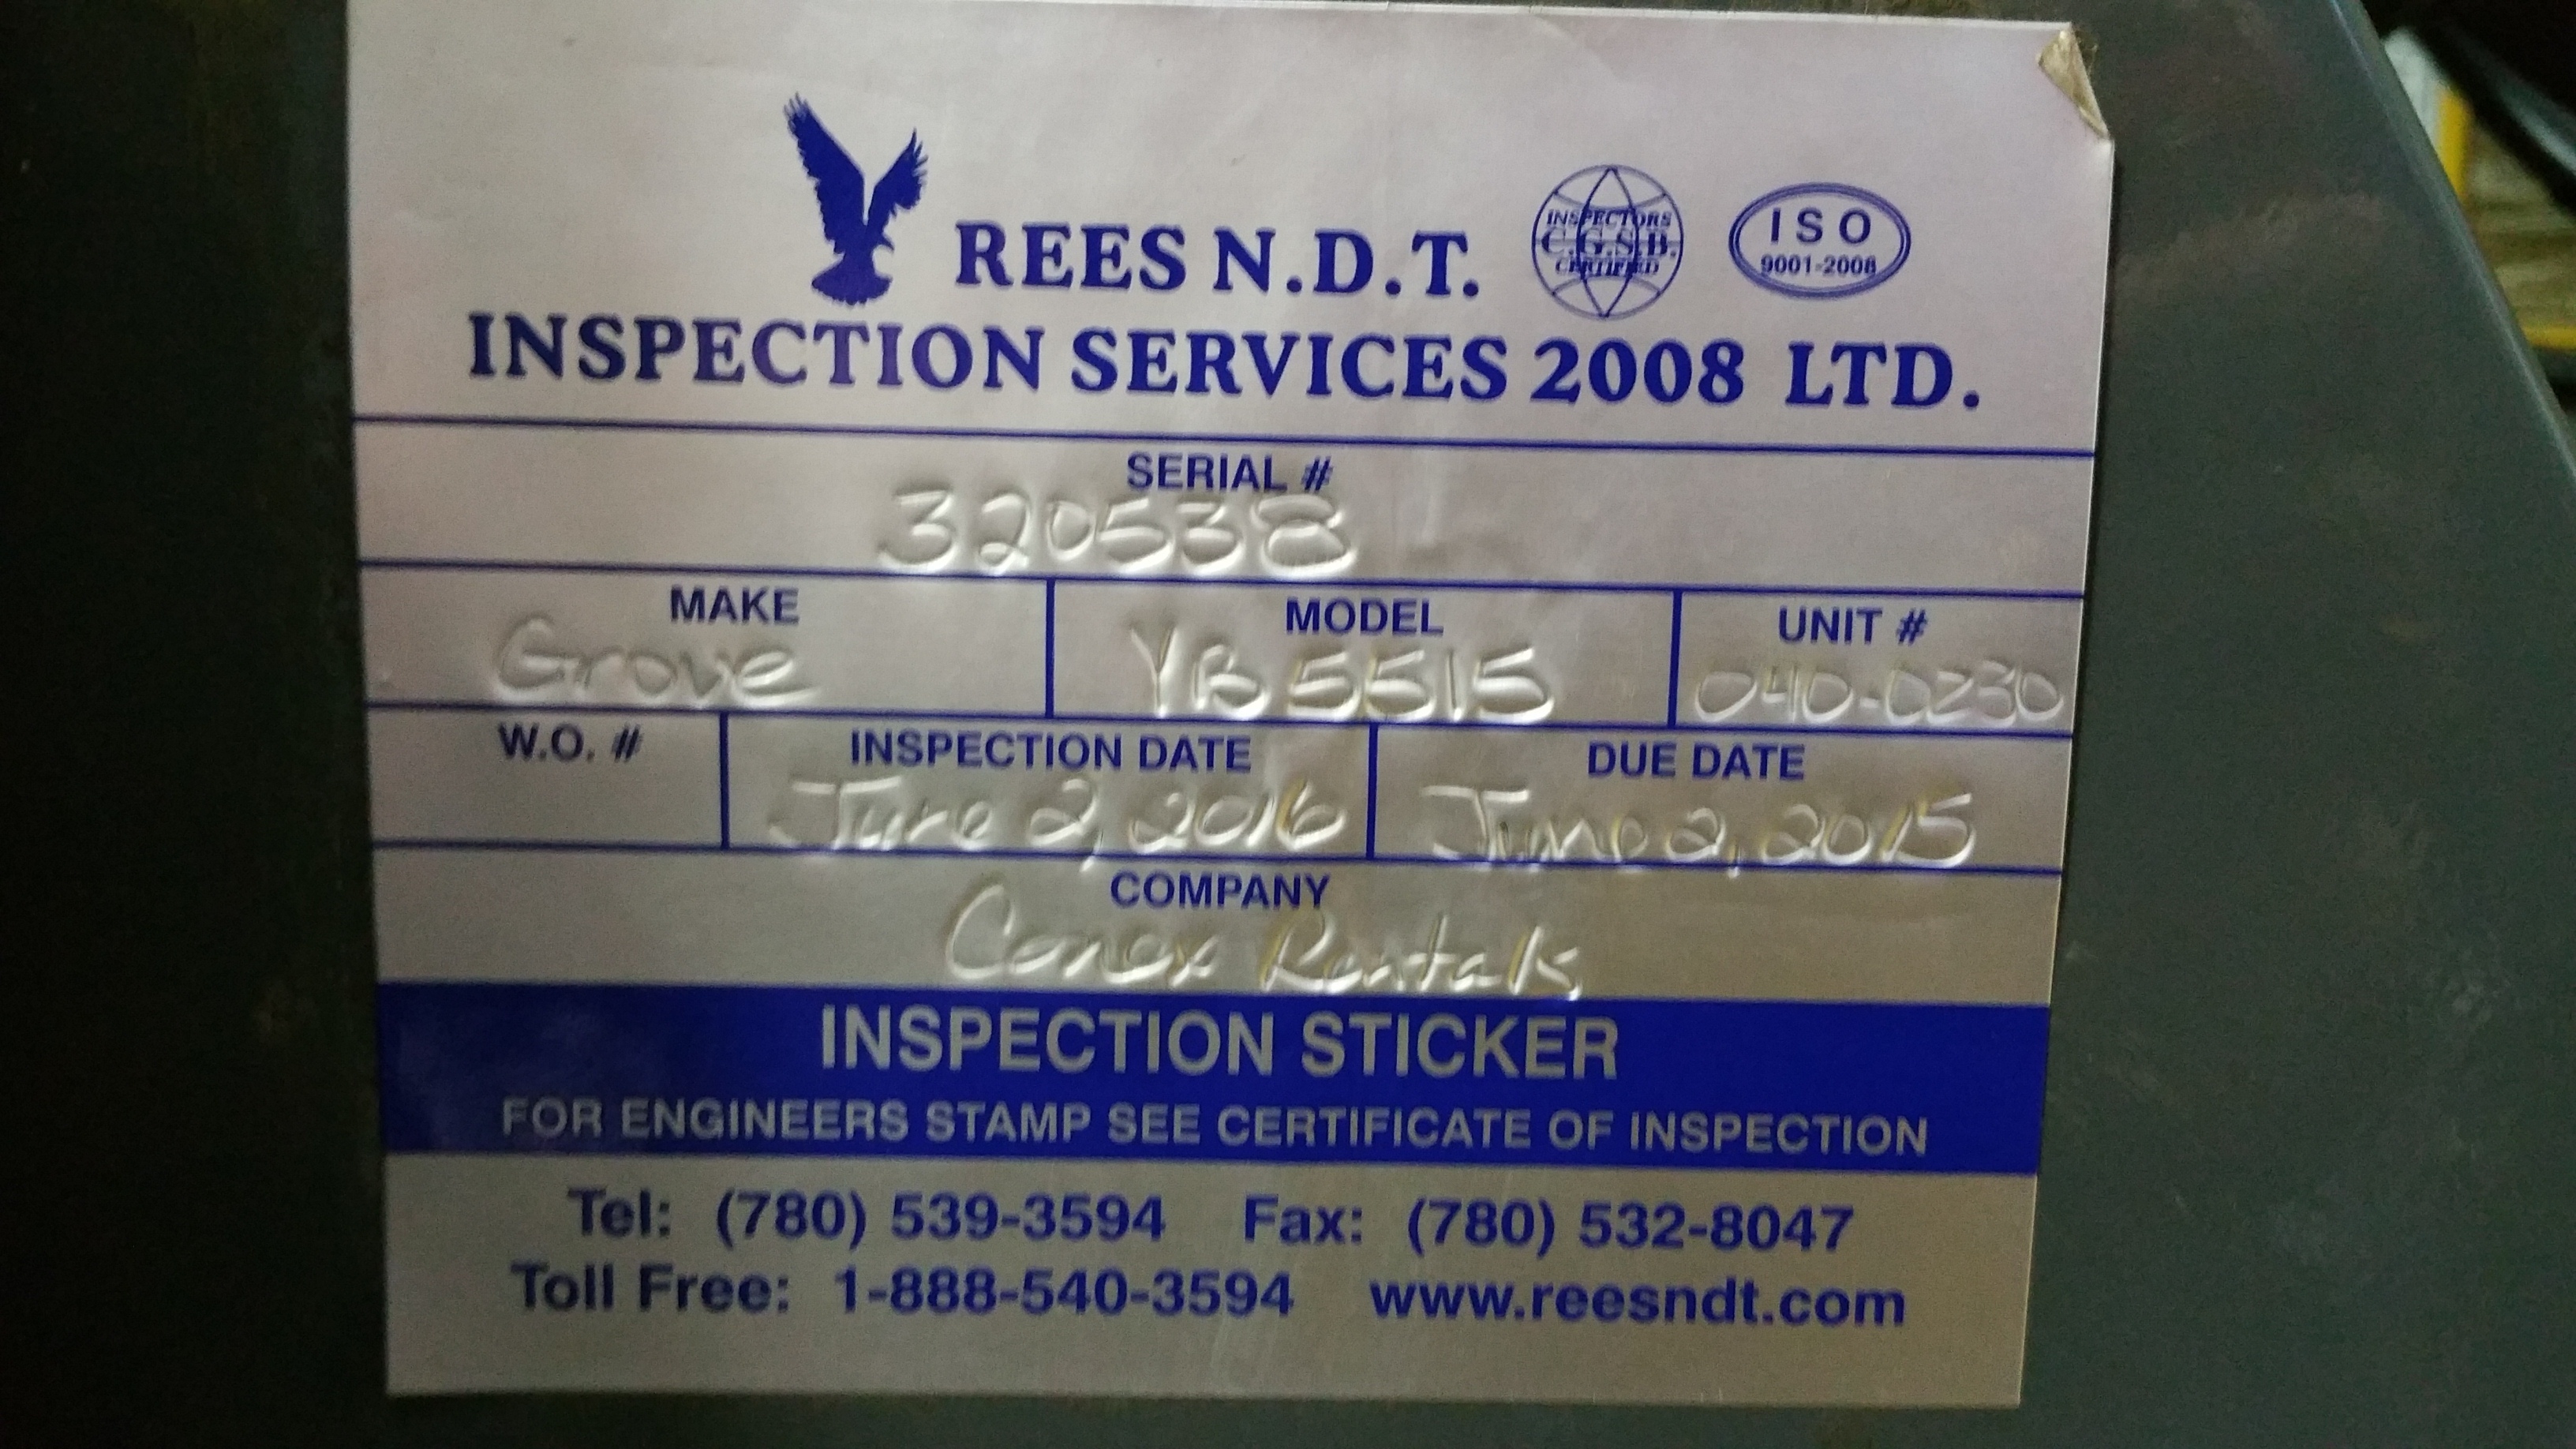 REES N.D.T.
INSPECTORS
C.G.S.B.
CERTIFIED
ISO
9001-2008
INSPECTION SERVICES 2008 LTD.
SERIAL #
320538
MAKE
Grove
MODEL
YB5515
UNIT #
040-0230
W.O. #
INSPECTION DATE
June 2, 2016
DUE DATE
June 2, 2015
COMPANY
Conex Rentals
INSPECTION STICKER
FOR ENGINEERS STAMP SEE CERTIFICATE OF INSPECTION
Tel: (780) 539-3594 Fax: (780) 532-8047
Toll Free: 1-888-540-3594 www.reesndt.com